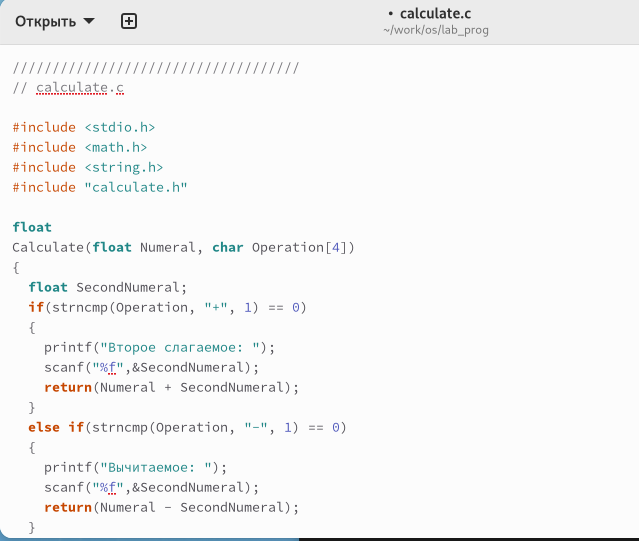 Открыть
• calculate.c
~/work/os/lab_prog
////////////////////////////////////
// calculate.c
#include <stdio.h>
#include <math.h>
#include <string.h>
#include "calculate.h"
float
Calculate(float Numeral, char Operation[4])
{
float SecondNumeral;
if(strncmp(Operation, "+", 1) == 0)
{
printf("Второе слагаемое: ");
scanf("%f",&SecondNumeral);
return(Numeral + SecondNumeral);
}
else if(strncmp(Operation, "-", 1) == 0)
{
printf("Вычитаемое: ");
scanf("%f",&SecondNumeral);
return(Numeral - SecondNumeral);
}